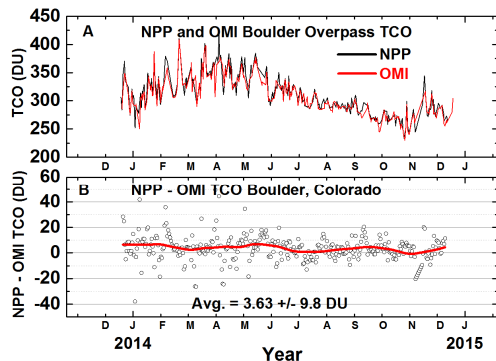 A NPP and OMI Boulder Overpass TCO
NPP
OMI
TCO (DU)
450
400
350
300
250
200
D J F M A M J J A S O N D J
B NPP - OMI TCO Boulder, Colorado
NPP - OMI TCO (DU)
60
40
20
0
-20
-40
Avg. = 3.63 +/- 9.8 DU
D J F M A M J J A S O N D J
2014 2015
Year